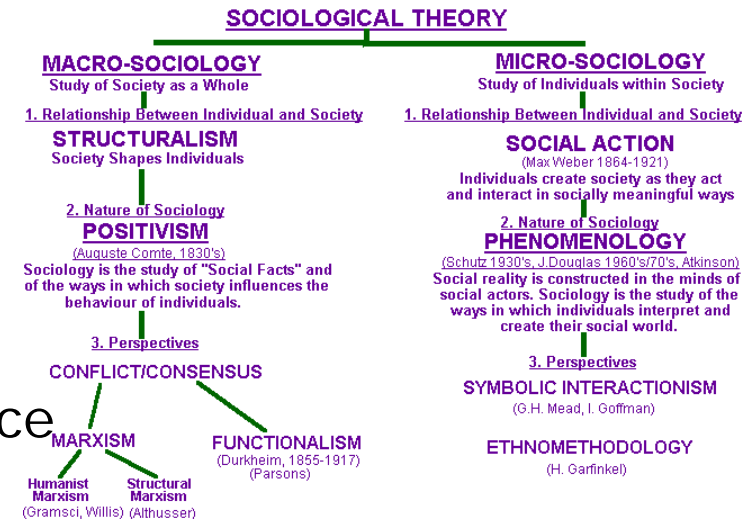 SOCIOLOGICAL THEORY
MACRO-SOCIOLOGY
Study of Society as a Whole
1. Relationship Between Individual and Society
STRUCTURALISM
Society Shapes Individuals
2. Nature of Sociology
POSITIVISM
(Auguste Comte, 1830's)
Sociology is the study of "Social Facts" and
of the ways in which society influences the
behaviour of individuals.
3. Perspectives
CONFLICT/CONSENSUS
ce
MARXISM
FUNCTIONALISM
(Durkheim, 1855-1917)
(Parsons)
Humanist
Marxism
(Gramsci, Willis)
Structural
Marxism
(Althusser)
MICRO-SOCIOLOGY
Study of Individuals within Society
1. Relationship Between Individual and Society
SOCIAL ACTION
(Max Weber 1864-1921)
Individuals create society as they act
and interact in socially meaningful ways
2. Nature of Sociology
PHENOMENOLOGY
(Schutz 1930's, J.Douglas 1960's/70's, Atkinson)
Social reality is constructed in the minds of
social actors. Sociology is the study of the
ways in which individuals interpret and
create their social world.
3. Perspectives
SYMBOLIC INTERACTIONISM
(G.H. Mead, I. Goffman)
ETHNOMETHODOLOGY
(H. Garfinkel)